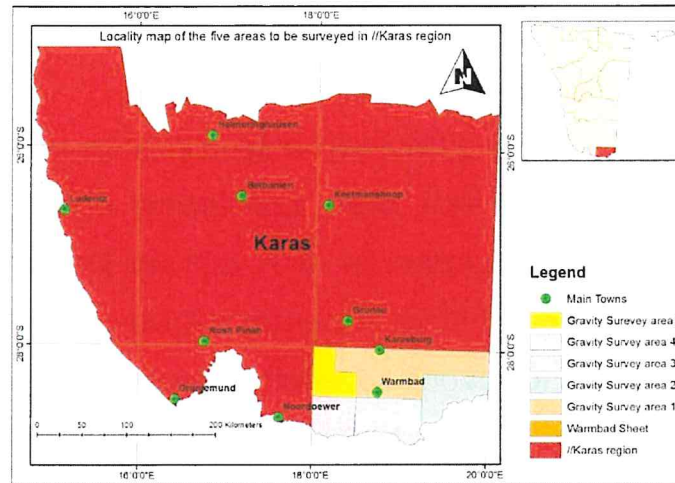 16°0'0"E
18°0'0"E
Locality map of the five areas to be surveyed in //Karas region
N
26°0'0"S
26°0'0"S
Helmeringhausen
Bethanien
Keetmanshoop
Luderitz
Karas
Grunau
Rosh Pinah
Karasburg
28°0'0"S
28°0'0"S
Warmbad
Oranjemund
Noordoewer
0 50 100 200 Kilometers
16°0'0"E
18°0'0"E
20°0'0"E
Legend
Main Towns
Gravity Surevey area
Gravity Survey area 4
Gravity Survey area 3
Gravity Survey area 2
Gravity Survey area 1
Warmbad Sheet
//Karas region